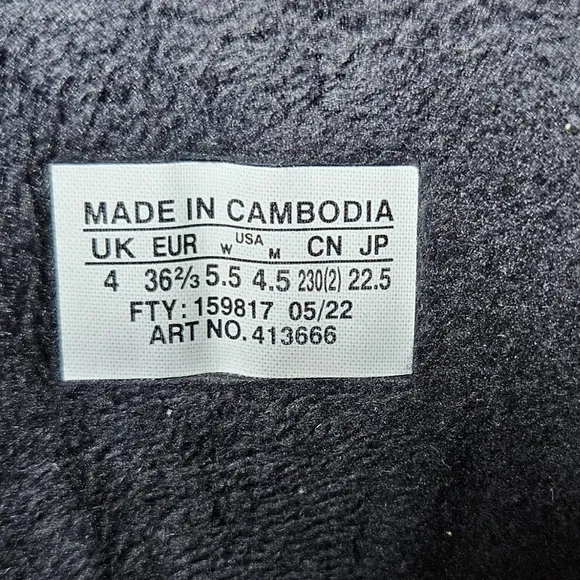 MADE IN CAMBODIA
UK EUR W USA M CN JP
4 36⅔ 5.5 4.5 230(2) 22.5
FTY: 159817 05/22
ART NO. 413666